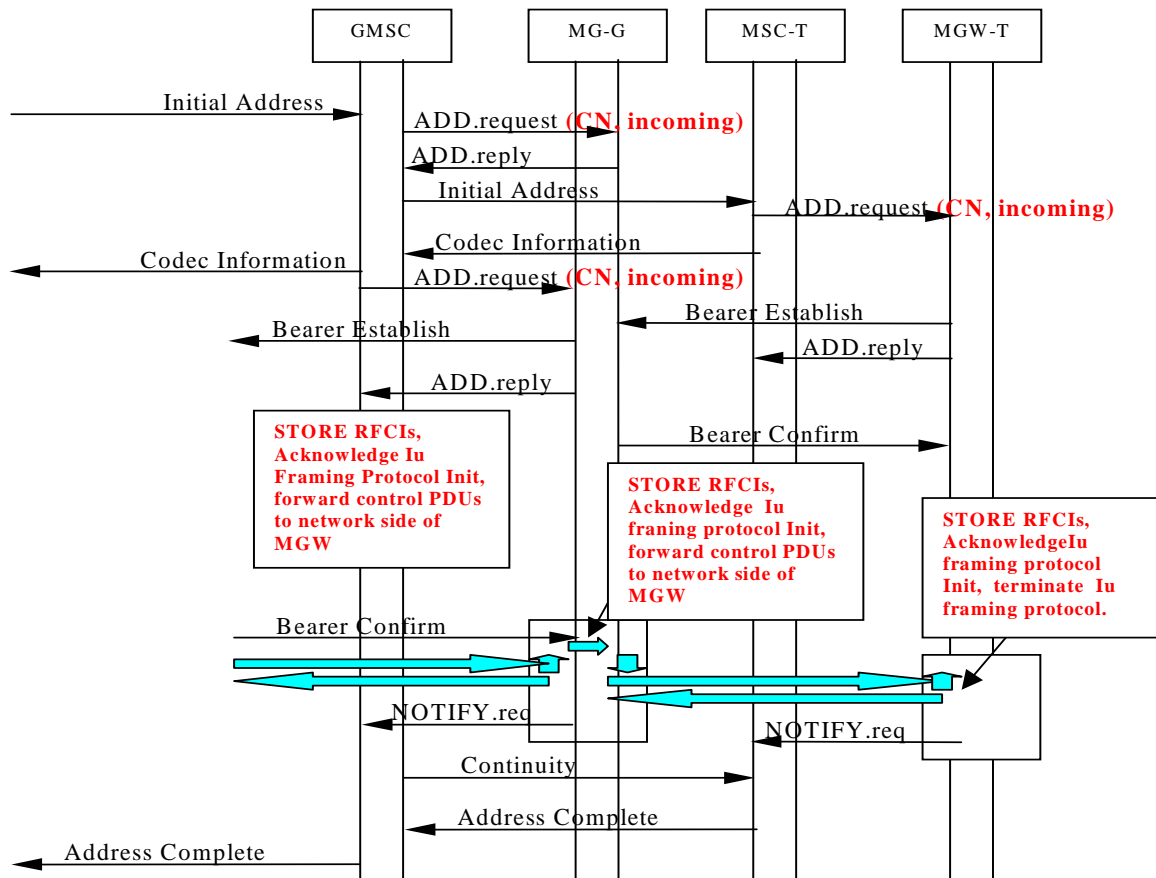 GMSC
MG-G
MSC-T
MGW-T
Initial Address
ADD.request (CN, incoming)
ADD.reply
Initial Address
ADD.request (CN, incoming)
Codec Information
Codec Information
ADD.request (CN, incoming)
Bearer Establish
Bearer Establish
ADD.reply
ADD.reply
STORE RFCIs,
Acknowledge Iu
Framing Protocol Init,
forward control PDUs
to network side of
MGW
Bearer Confirm
STORE RFCIs,
Acknowledge Iu
franing protocol Init,
forward control PDUs
to network side of
MGW
STORE RFCIs,
AcknowledgeIu
framing protocol
Init, terminate Iu
framing protocol.
Bearer Confirm
NOTIFY.req
NOTIFY.req
Continuity
Address Complete
Address Complete